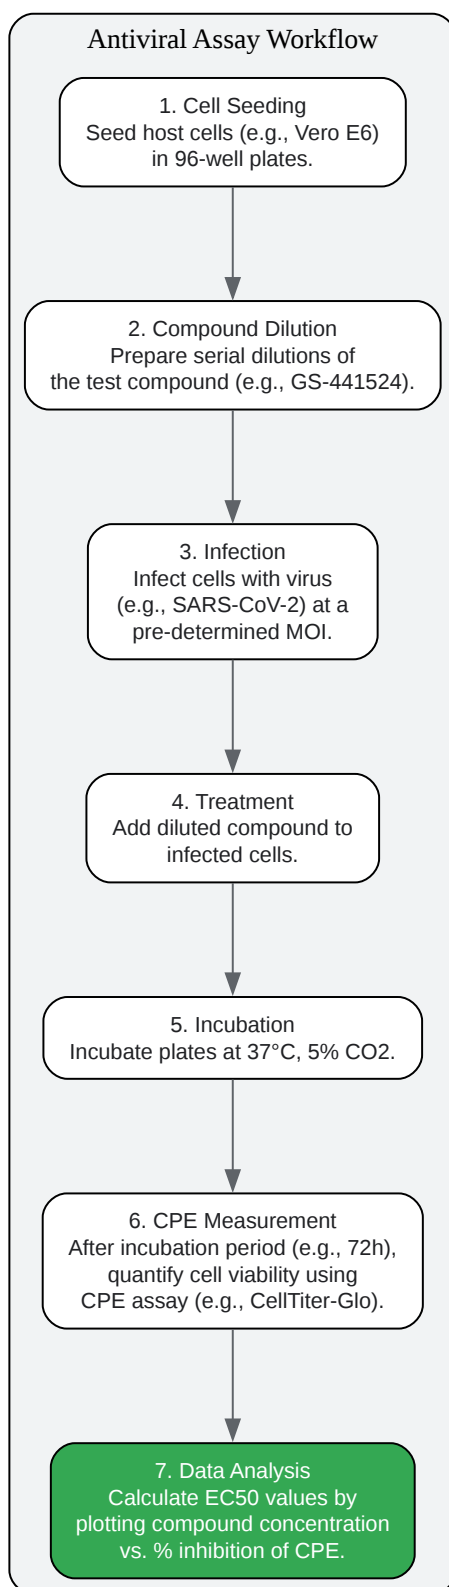 Antiviral Assay Workflow
1. Cell Seeding
Seed host cells (e.g., Vero E6)
in 96-well plates.
2. Compound Dilution
Prepare serial dilutions of
the test compound (e.g., GS-441524).
3. Infection
Infect cells with virus
(e.g., SARS-CoV-2) at a
pre-determined MOI.
4. Treatment
Add diluted compound to
infected cells.
5. Incubation
Incubate plates at 37°C, 5% CO2.
6. CPE Measurement
After incubation period (e.g., 72h),
quantify cell viability using
CPE assay (e.g., CellTiter-Glo).
7. Data Analysis
Calculate EC50 values by
plotting compound concentration
vs. % inhibition of CPE.